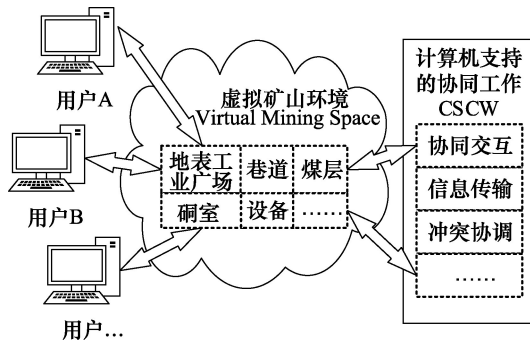 用户A
用户B
用户…
虚拟矿山环境
Virtual Mining Space
地表工
业广场
巷道
煤层
硐室
设备
……
计算机支持
的协同工作
CSCW
协同交互
信息传输
冲突协调
……